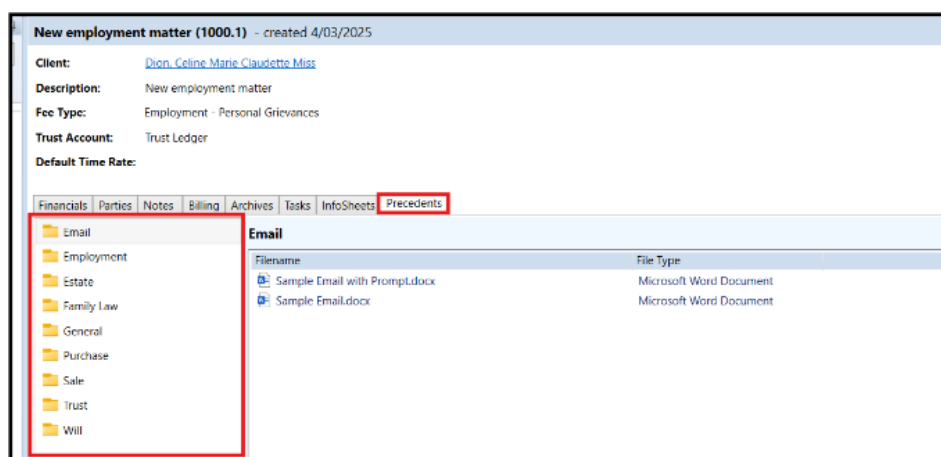 New employment matter (1000.1) - created 4/03/2025
Client: Dion, Celine Marie Claudette Miss
Description: New employment matter
Fee Type: Employment - Personal Grievances
Trust Account: Trust Ledger
Default Time Rate:
Financials Parties Notes Billing Archives Tasks InfoSheets Precedents
Email
Employment
Estate
Family Law
General
Purchase
Sale
Trust
Will
Email
Filename File Type
Sample Email with Prompt.docx Microsoft Word Document
Sample Email.docx Microsoft Word Document